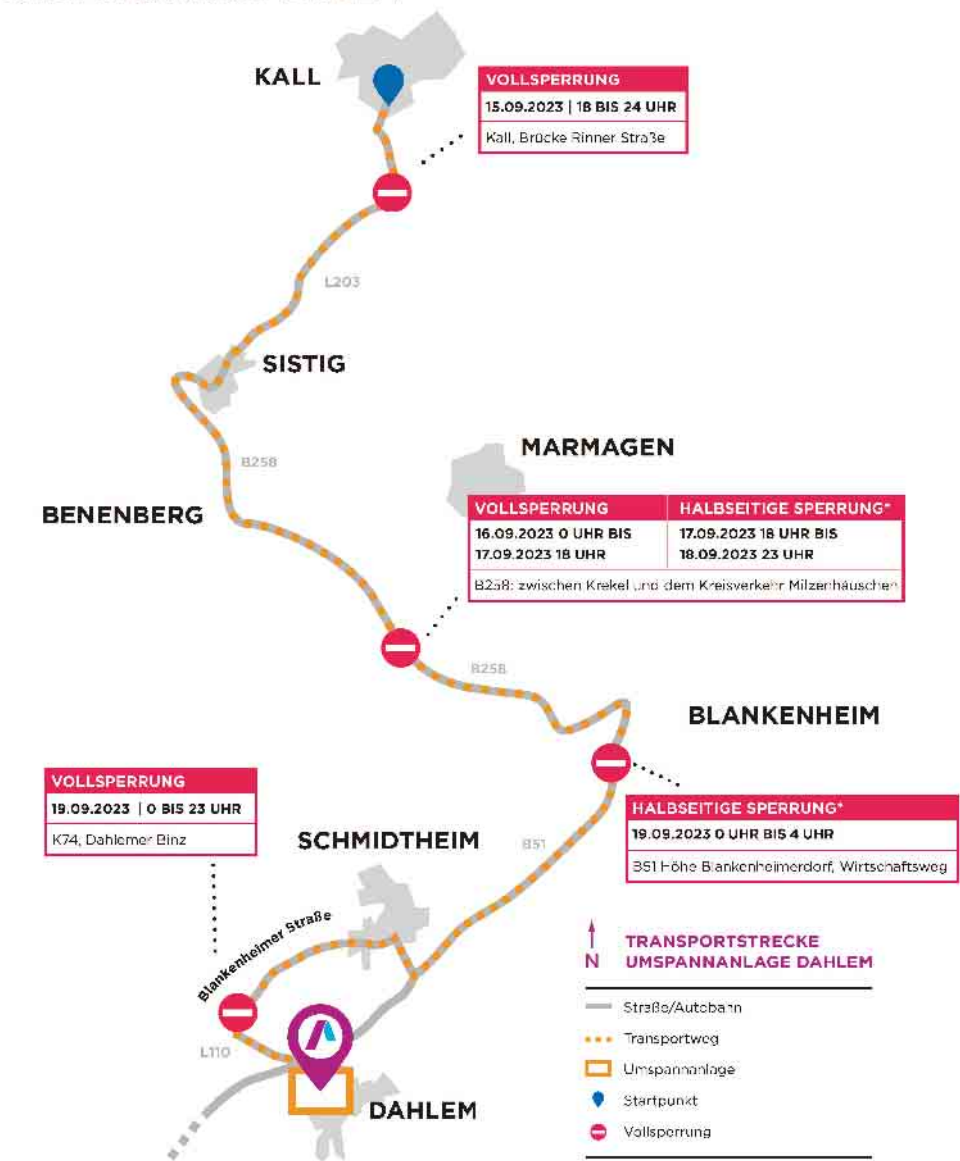 KALL
VOLLSPERRUNG
15.09.2023 | 18 BIS 24 UHR
Kall, Brücke Rinner Straße
L203
SISTIG
B258
MARMAGEN
BENENBERG
VOLLSPERRUNG
16.09.2023 0 UHR BIS
17.09.2023 18 UHR
HALBSEITIGE SPERRUNG*
17.09.2023 18 UHR BIS
18.09.2023 23 UHR
B258: zwischen Krekel und dem Kreisverkehr Milzenhäuschen
B258
BLANKENHEIM
VOLLSPERRUNG
19.09.2023 | 0 BIS 23 UHR
K74, Dahlemer Binz
HALBSEITIGE SPERRUNG*
19.09.2023 0 UHR BIS 4 UHR
B51 Höhe Blankenheimerdorf, Wirtschaftsweg
SCHMIDTHEIM
B51
Blankenheimer Straße
L110
DAHLEM
N
TRANSPORTSTRECKE
UMSPANNANLAGE DAHLEM
Straße/Autobahn
Transportweg
Umspannanlage
Startpunkt
Vollsperrung